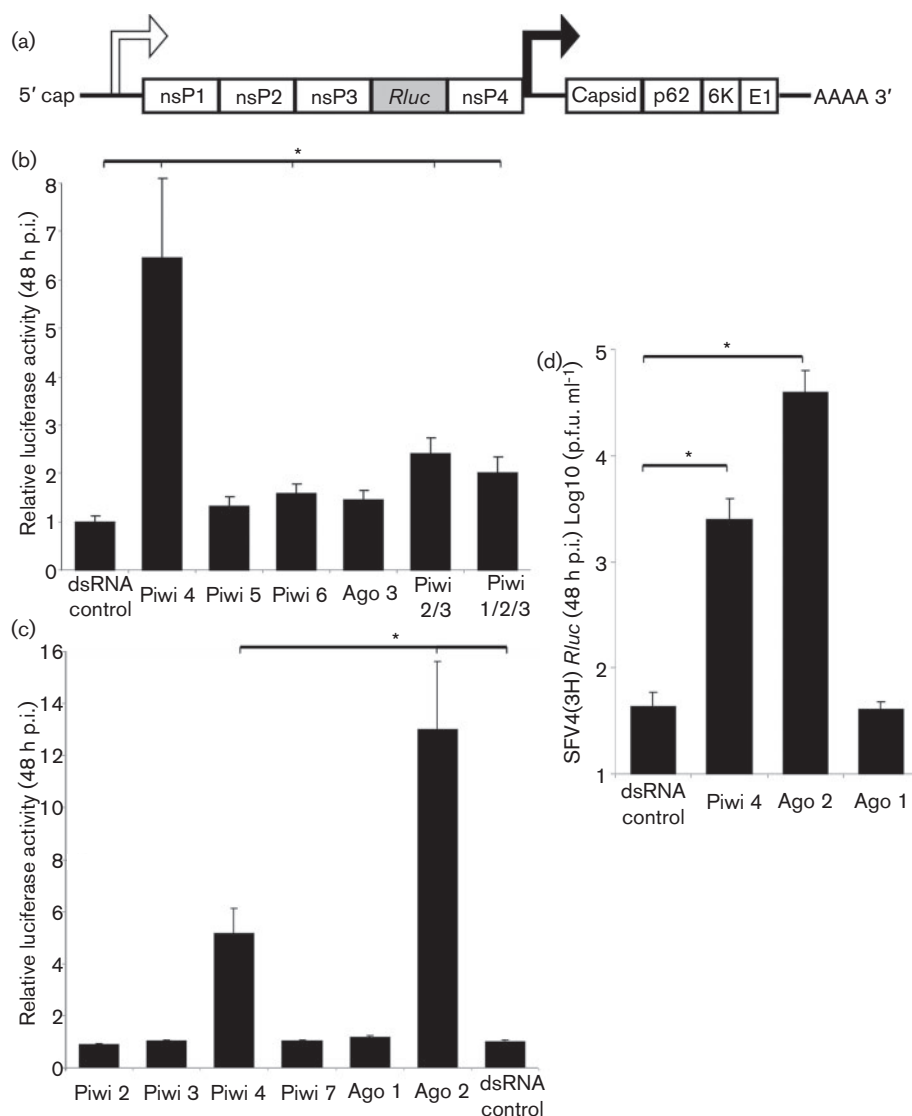 (a)
5′ cap nsP1 nsP2 nsP3 Rluc nsP4 Capsid p62 6K E1 AAAA 3′
(b)
*
Relative luciferase activity (48 h p.i.)
8
7
6
5
4
3
2
1
0
dsRNA control
Piwi 4
Piwi 5
Piwi 6
Ago 3
Piwi 2/3
Piwi 1/2/3
(c)
*
Relative luciferase activity (48 h p.i.)
16
14
12
10
8
6
4
2
0
Piwi 2
Piwi 3
Piwi 4
Piwi 7
Ago 1
Ago 2
dsRNA control
(d)
*
*
SFV4(3H) Rluc (48 h p.i.) Log10 (p.f.u. ml-1)
5
4
3
2
1
dsRNA control
Piwi 4
Ago 2
Ago 1